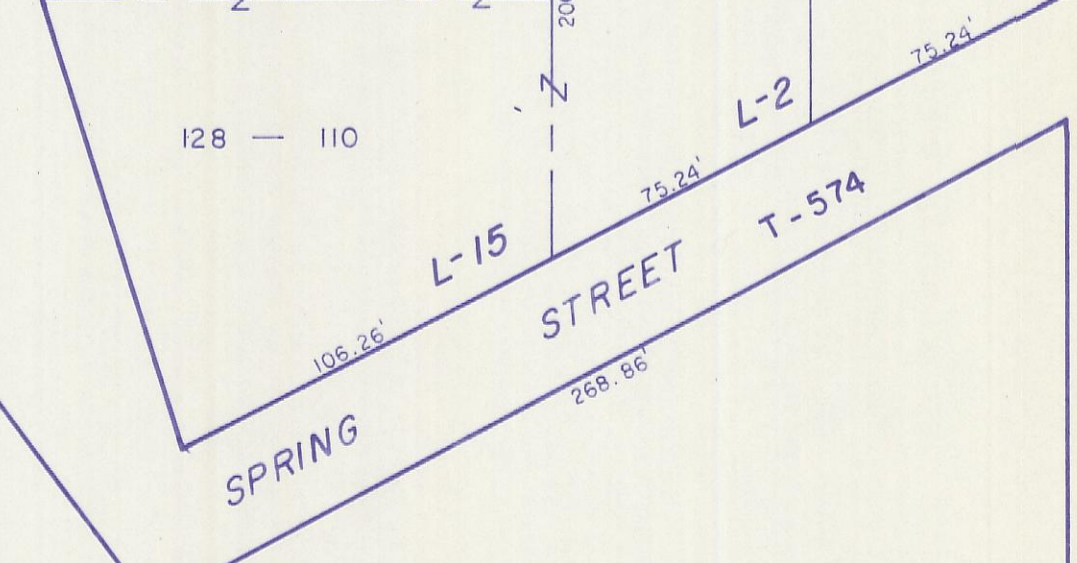 128 — 110
L-15
L-2
75.24'
75.24'
106.26'
SPRING STREET T-574
268.86'